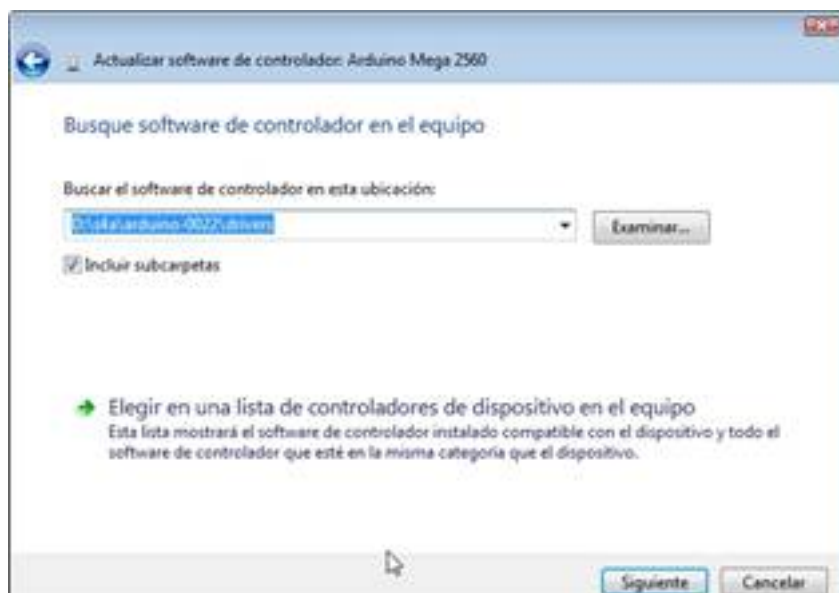 Actualizar software de controlador: Arduino Mega 2560
Busque software de controlador en el equipo
Buscar el software de controlador en esta ubicación:
arduino-0022\drivers
Examinar...
Incluir subcarpetas
Elegir en una lista de controladores de dispositivo en el equipo
Esta lista mostrará el software de controlador instalado compatible con el dispositivo y todo el
software de controlador que esté en la misma categoría que el dispositivo.
Siguiente
Cancelar